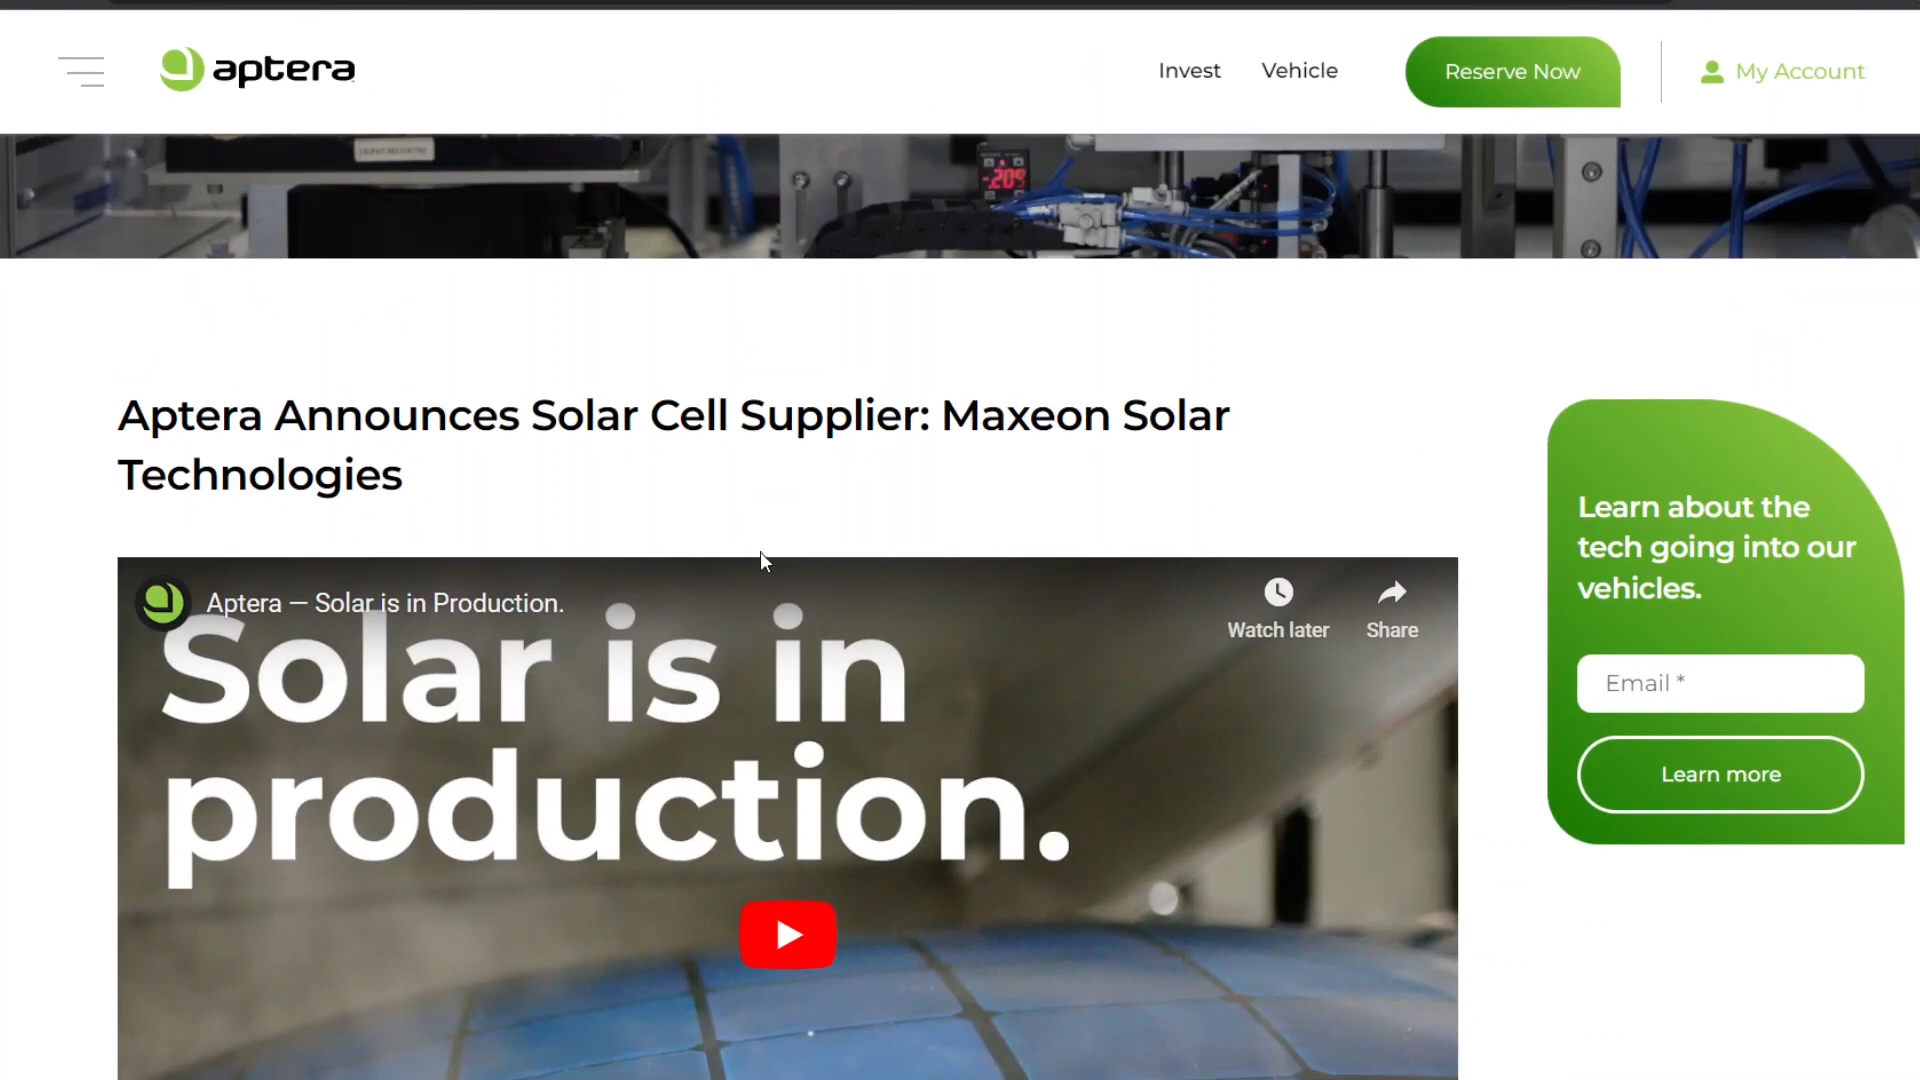 aptera
Invest
Vehicle
Reserve Now
My Account
-.209
Aptera Announces Solar Cell Supplier: Maxeon Solar
Technologies
Aptera — Solar is in Production.
Watch later
Share
Solar is in
production.
Learn about the
tech going into our
vehicles.
Email *
Learn more